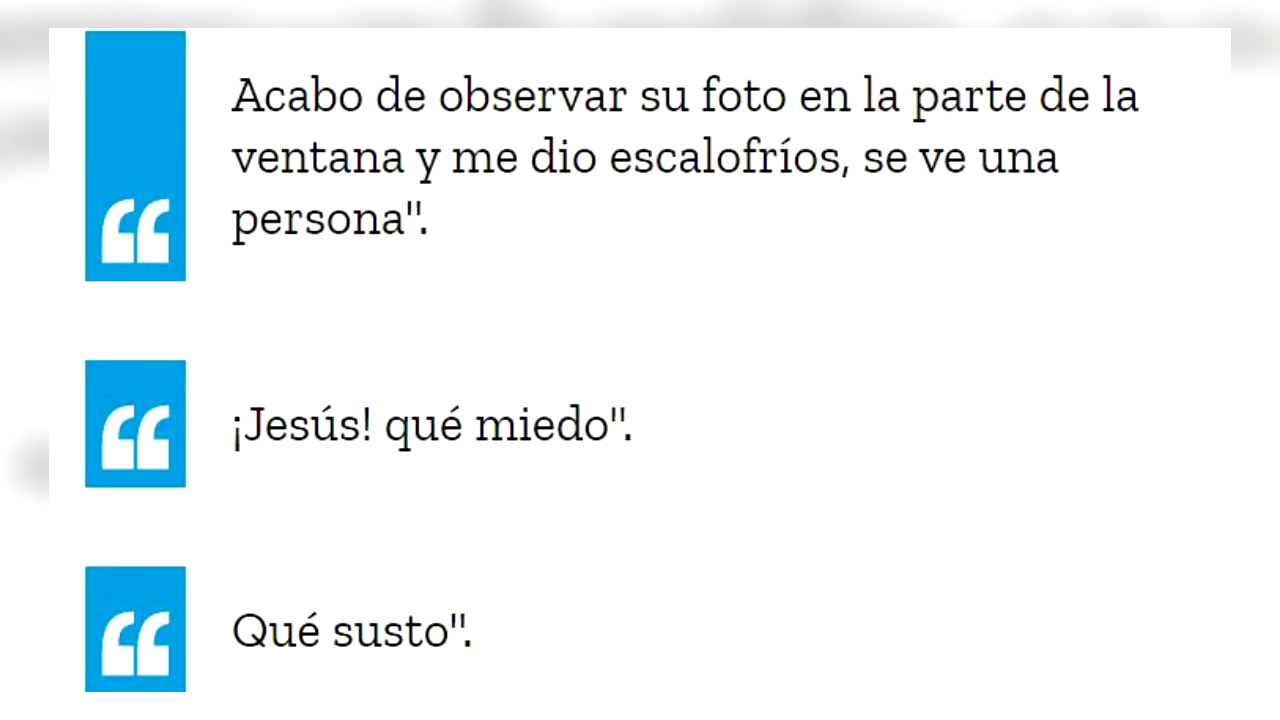 Acabo de observar su foto en la parte de la
ventana y me dio escalofríos, se ve una
persona".
¡Jesús! qué miedo".
Qué susto".